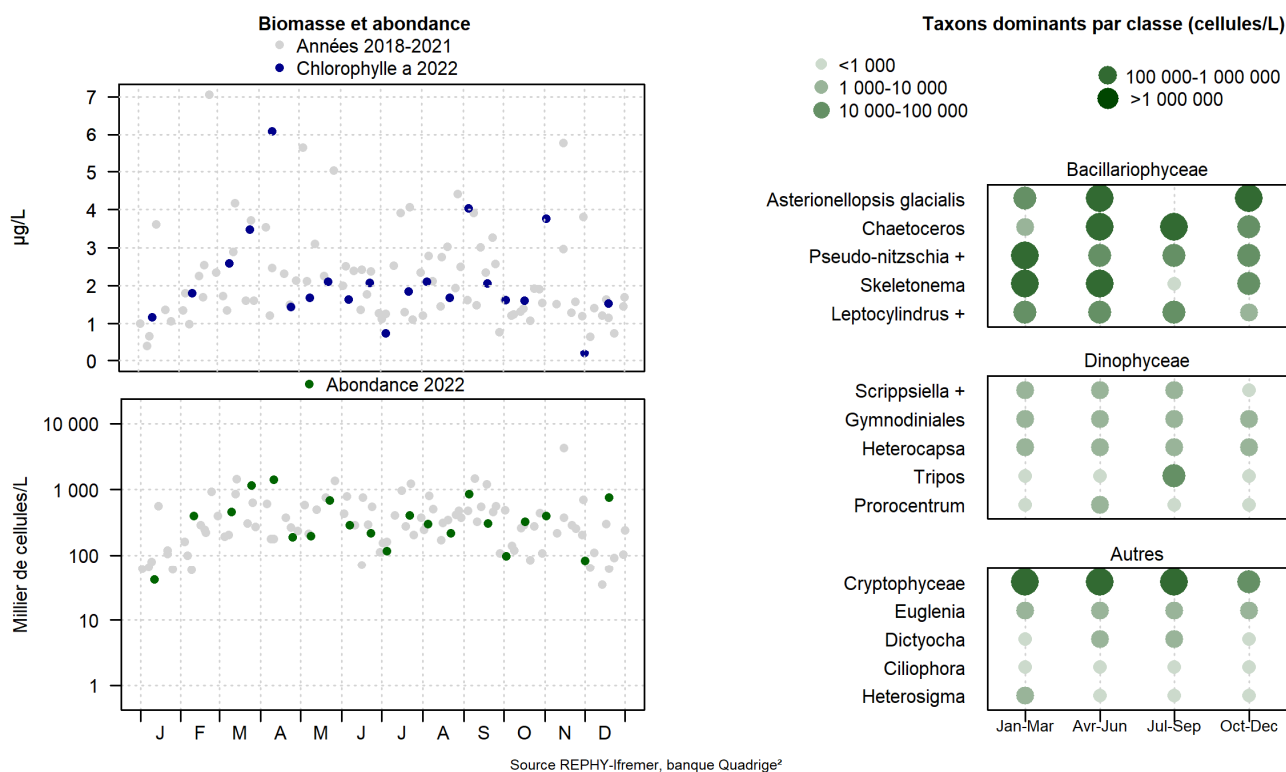 Biomasse et abondance
Années 2018-2021
Chlorophylle a 2022
µg/L
7
6
5
4
3
2
1
0
Abondance 2022
Millier de cellules/L
10 000
1 000
100
10
1
J F M A M J J A S O N D
Taxons dominants par classe (cellules/L)
<1 000
1 000-10 000
10 000-100 000
100 000-1 000 000
>1 000 000
Bacillariophyceae
Asterionellopsis glacialis
Chaetoceros
Pseudo-nitzschia +
Skeletonema
Leptocylindrus +
Dinophyceae
Scrippsiella +
Gymnodiniales
Heterocapsa
Tripos
Prorocentrum
Autres
Cryptophyceae
Euglenia
Dictyocha
Ciliophora
Heterosigma
Jan-Mar Avr-Jun Jul-Sep Oct-Dec
Source REPHY-Ifremer, banque Quadrige²